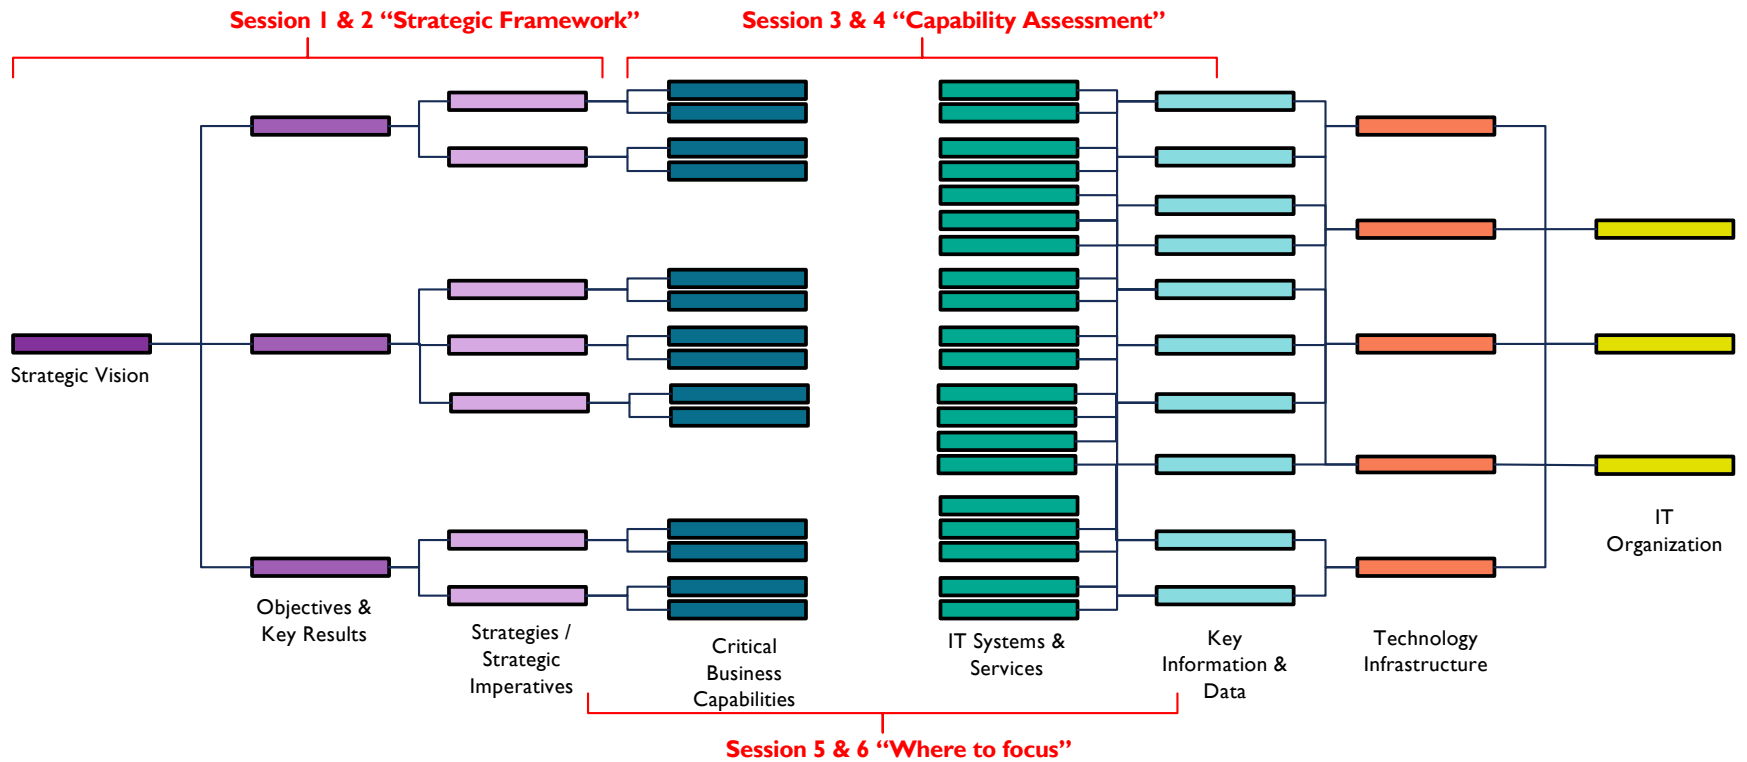 Session 1 & 2 “Strategic Framework”
Session 3 & 4 “Capability Assessment”
Strategic Vision
Objectives &
Key Results
Strategies /
Strategic
Imperatives
Critical
Business
Capabilities
IT Systems &
Services
Key
Information &
Data
Technology
Infrastructure
IT
Organization
Session 5 & 6 “Where to focus”